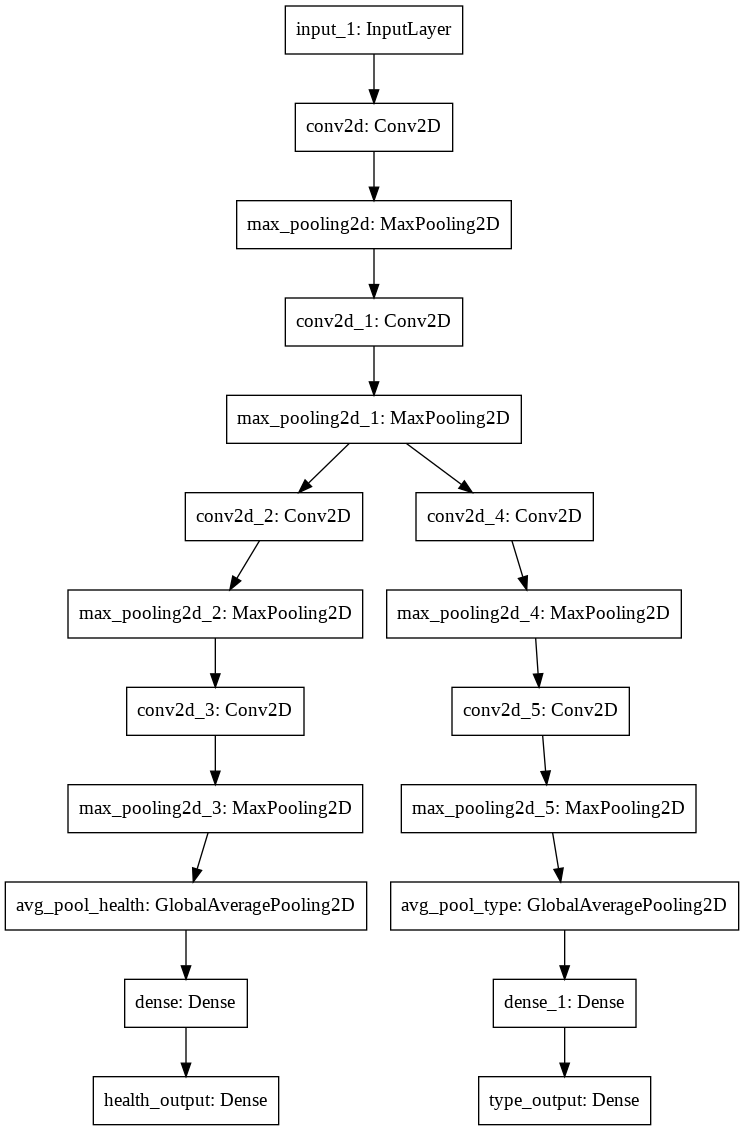 input_1: InputLayer
conv2d: Conv2D
max_pooling2d: MaxPooling2D
conv2d_1: Conv2D
max_pooling2d_1: MaxPooling2D
conv2d_2: Conv2D
conv2d_4: Conv2D
max_pooling2d_2: MaxPooling2D
max_pooling2d_4: MaxPooling2D
conv2d_3: Conv2D
conv2d_5: Conv2D
max_pooling2d_3: MaxPooling2D
max_pooling2d_5: MaxPooling2D
avg_pool_health: GlobalAveragePooling2D
avg_pool_type: GlobalAveragePooling2D
dense: Dense
dense_1: Dense
health_output: Dense
type_output: Dense